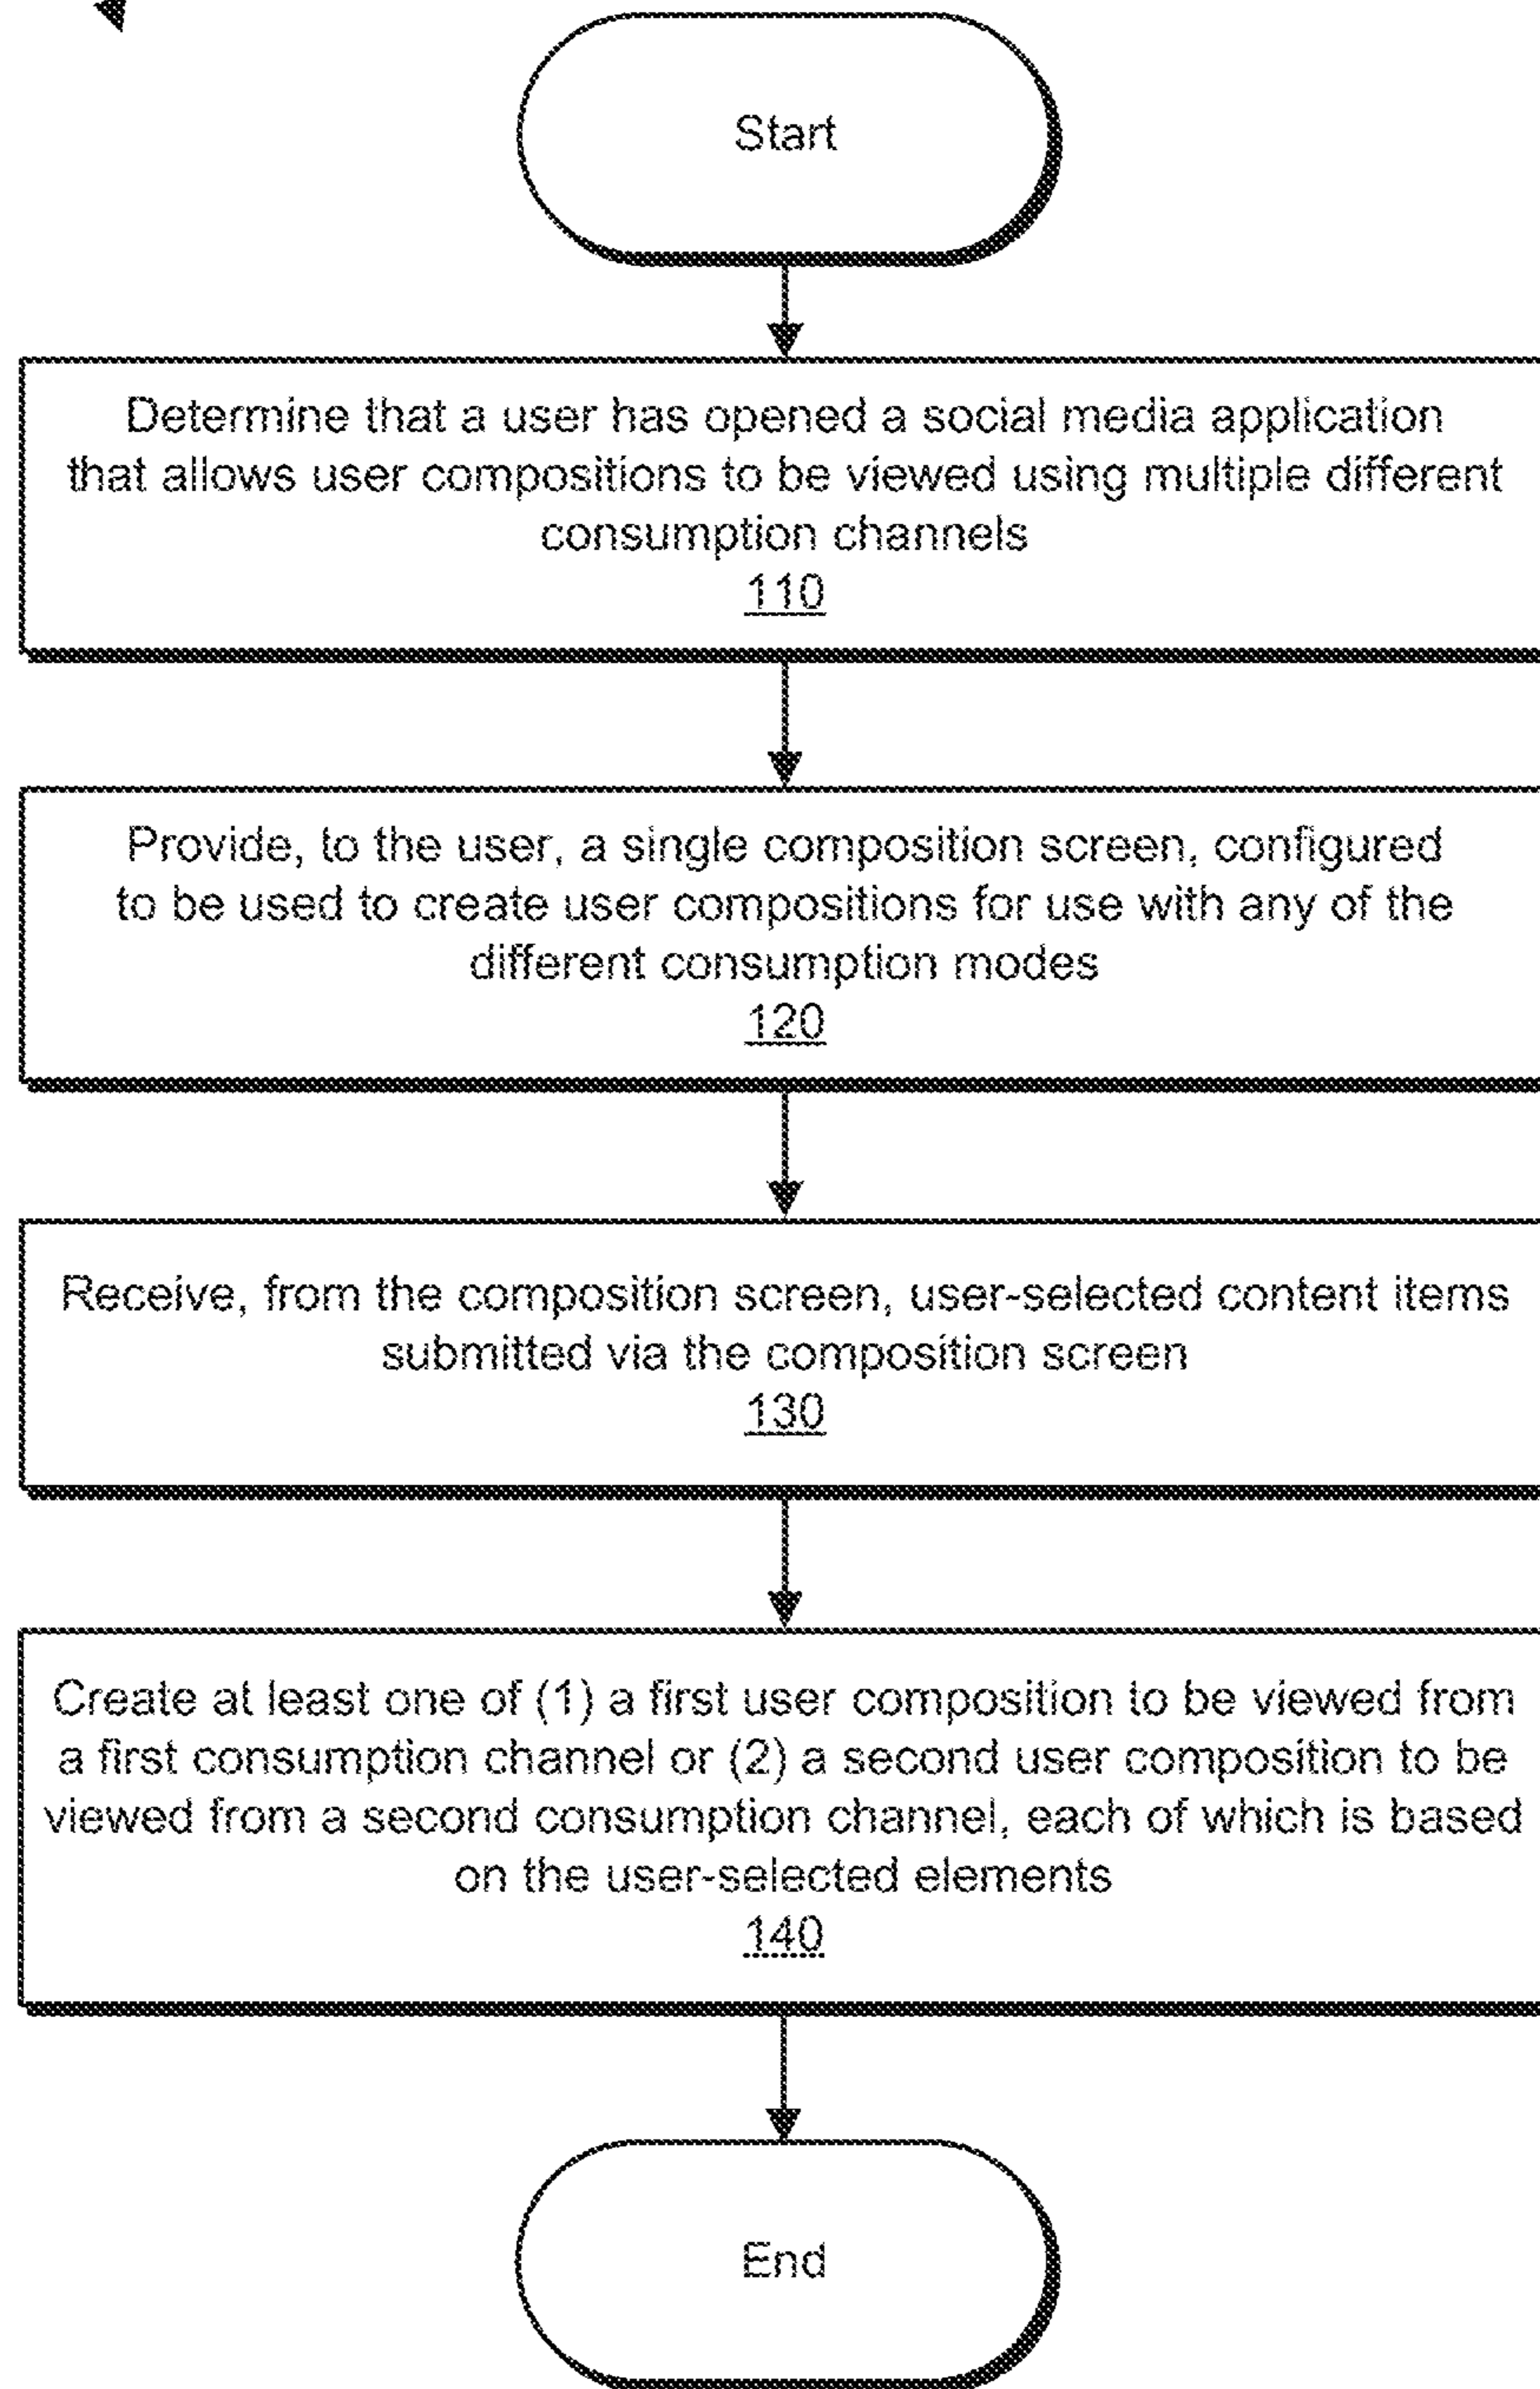 Start
Determine that a user has opened a social media application
that allows user compositions to be viewed using multiple different
consumption channels
110
Provide, to the user, a single composition screen, configured
to be used to create user compositions for use with any of the
different consumption modes
120
Receive, from the composition screen, user-selected content items
submitted via the composition screen
130
Create at least one of (1) a first user composition to be viewed from
a first consumption channel or (2) a second user composition to be
viewed from a second consumption channel, each of which is based
on the user-selected elements
140
End